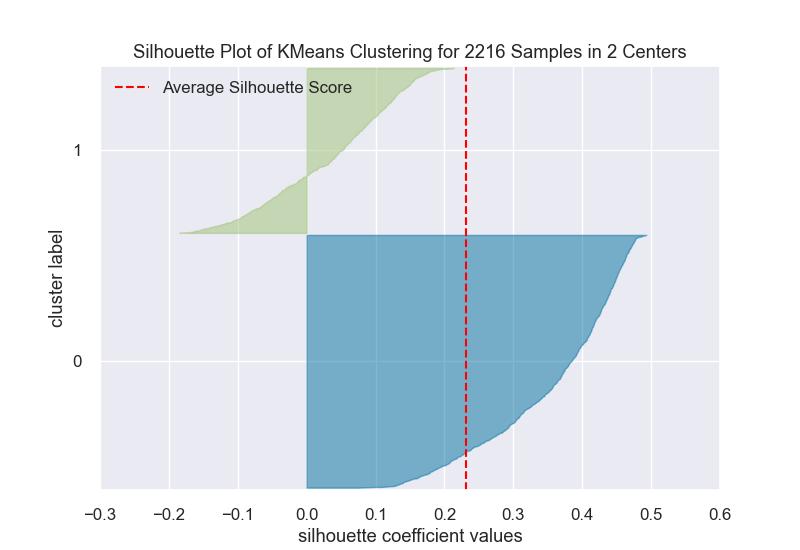 Silhouette Plot of KMeans Clustering for 2216 Samples in 2 Centers
Average Silhouette Score
1
cluster label
0
−0.3 −0.2 −0.1 0.0 0.1 0.2 0.3 0.4 0.5 0.6
silhouette coefficient values